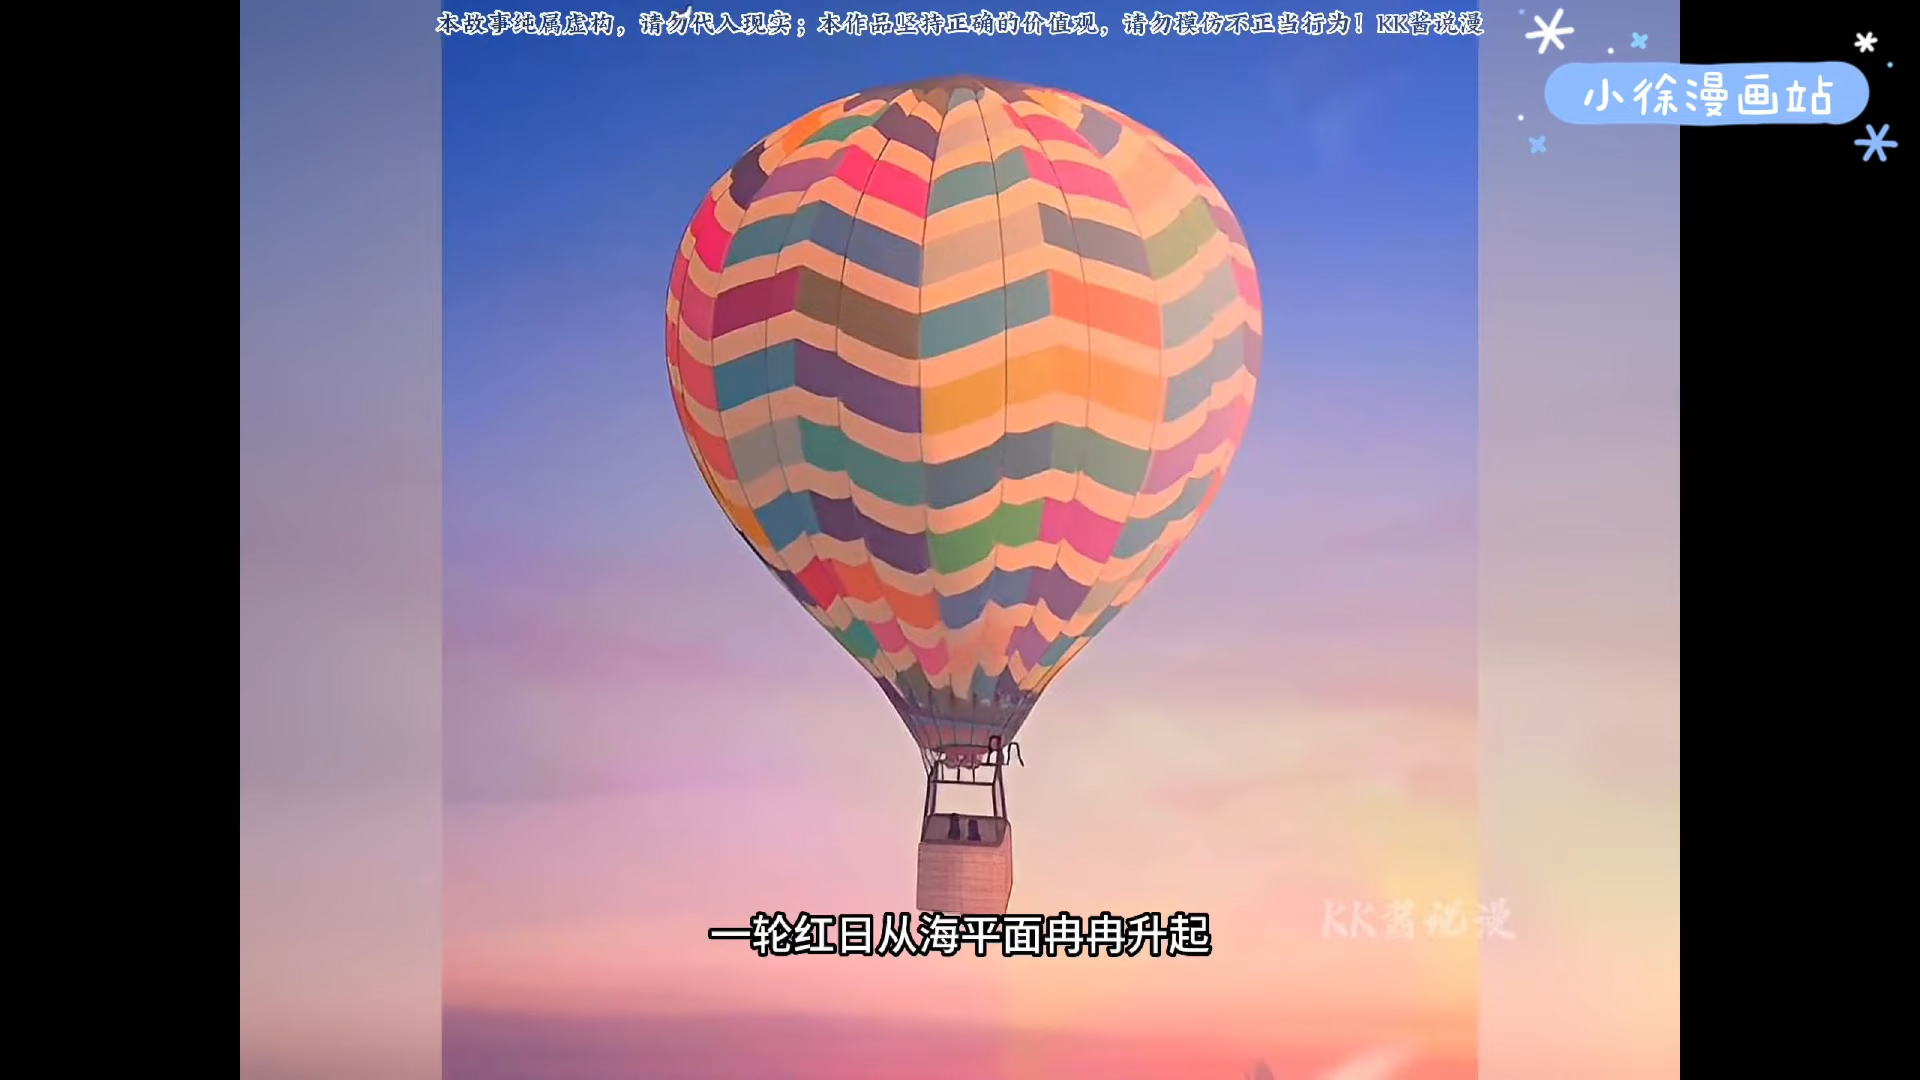 本故事纯属虚构，请勿代入现实；本作品坚持正确的价值观，请勿模仿不正当行为！KK酱说漫
小徐漫画站
KK酱说漫
一轮红日从海平面冉冉升起